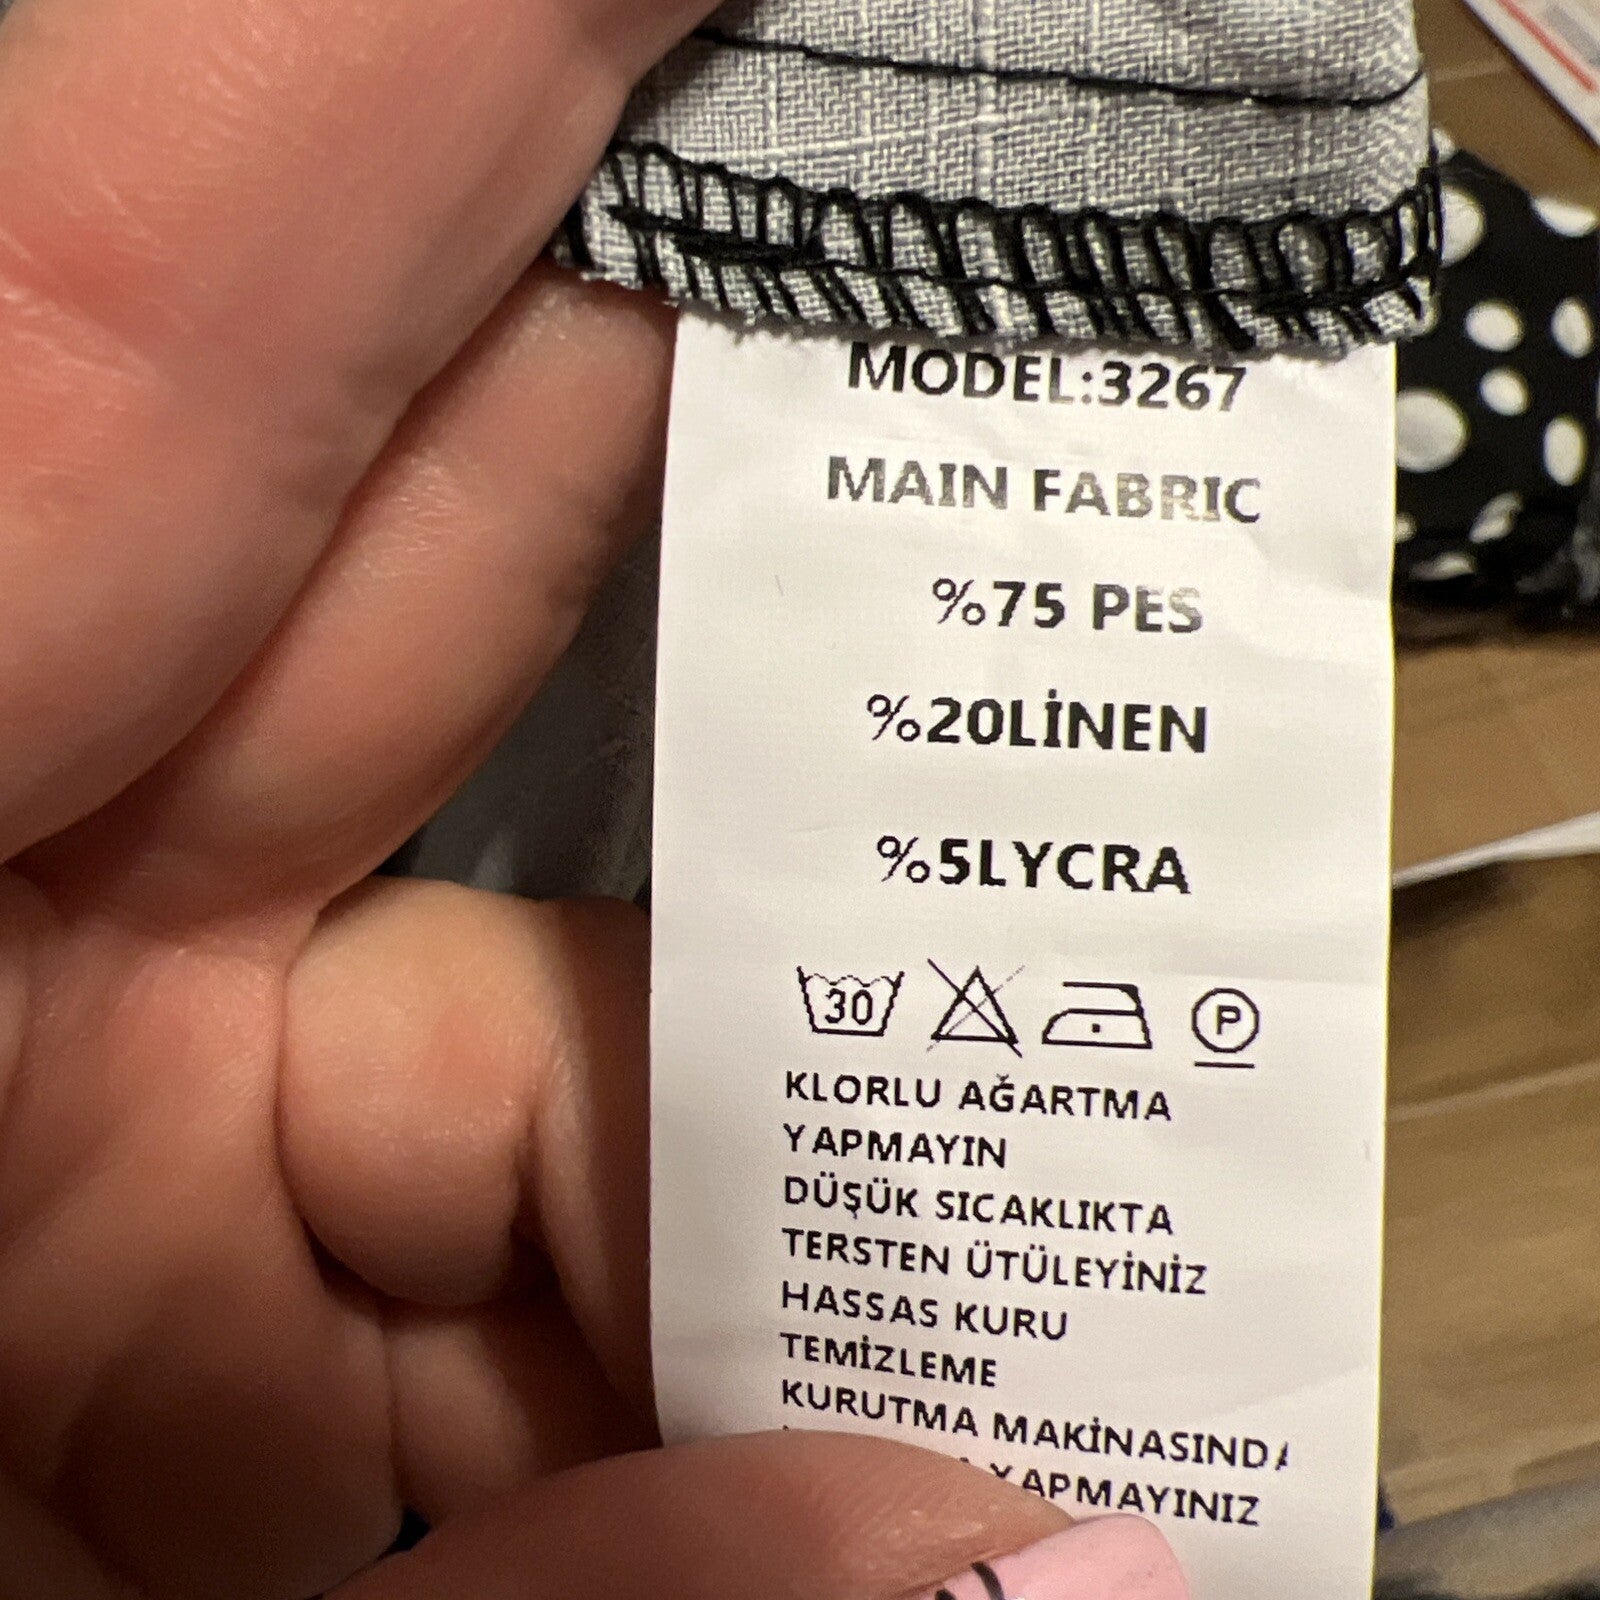 MODEL:3267
MAIN FABRIC
%75 PES
%20LİNEN
%5LYCRA
30 P
KLORLU AĞARTMA
YAPMAYIN
DÜŞÜK SICAKLIKTA
TERSTEN ÜTÜLEYİNİZ
HASSAS KURU
TEMİZLEME
KURUTMA MAKİNASINDA
YAPMAYINIZ